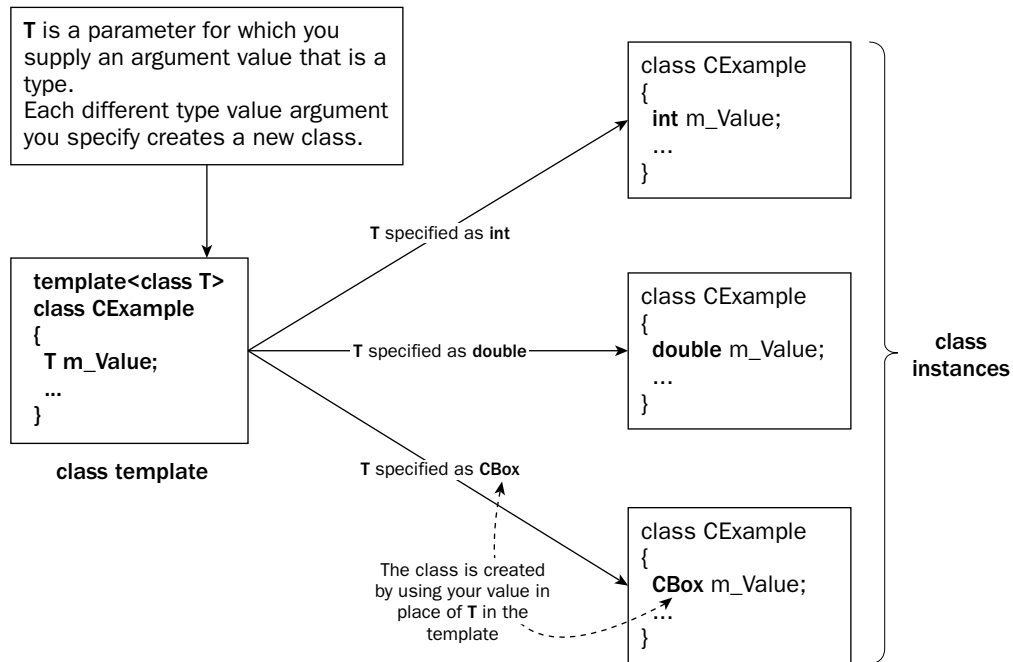 T is a parameter for which you
supply an argument value that is a
type.
Each different type value argument
you specify creates a new class.
template<class T>
class CExample
{
T m_Value;
...
}
class template
T specified as int
T specified as double
T specified as CBox
The class is created
by using your value in
place of T in the
template
class CExample
{
int m_Value;
...
}
class CExample
{
double m_Value;
...
}
class CExample
{
CBox m_Value;
...
}
class
instances